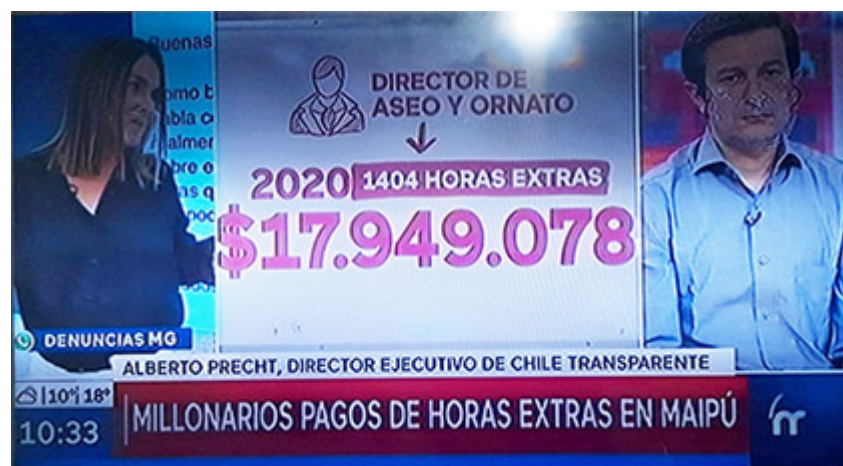 Buenas
DIRECTOR DE
ASEO Y ORNATO
2020 1404 HORAS EXTRAS
$17.949.078
DENUNCIAS MG
ALBERTO PRECHT, DIRECTOR EJECUTIVO DE CHILE TRANSPARENTE
10° 18°
10:33
MILLONARIOS PAGOS DE HORAS EXTRAS EN MAIPÚ